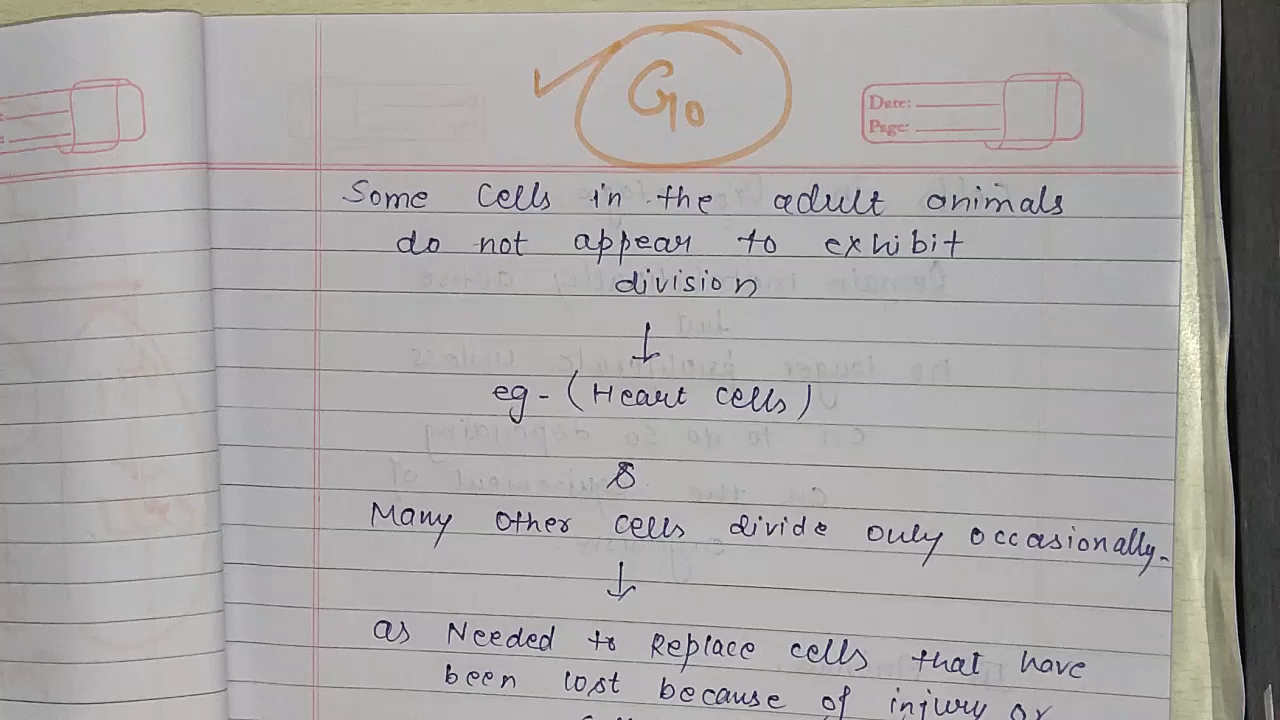 G0
Date:
Page:
Some cells in the adult animals
do not appear to exhibit
division
↓
eg - (Heart cells)
&
Many other cells divide only occasionally.
↓
as Needed to Replace cells that have
been lost because of injury or